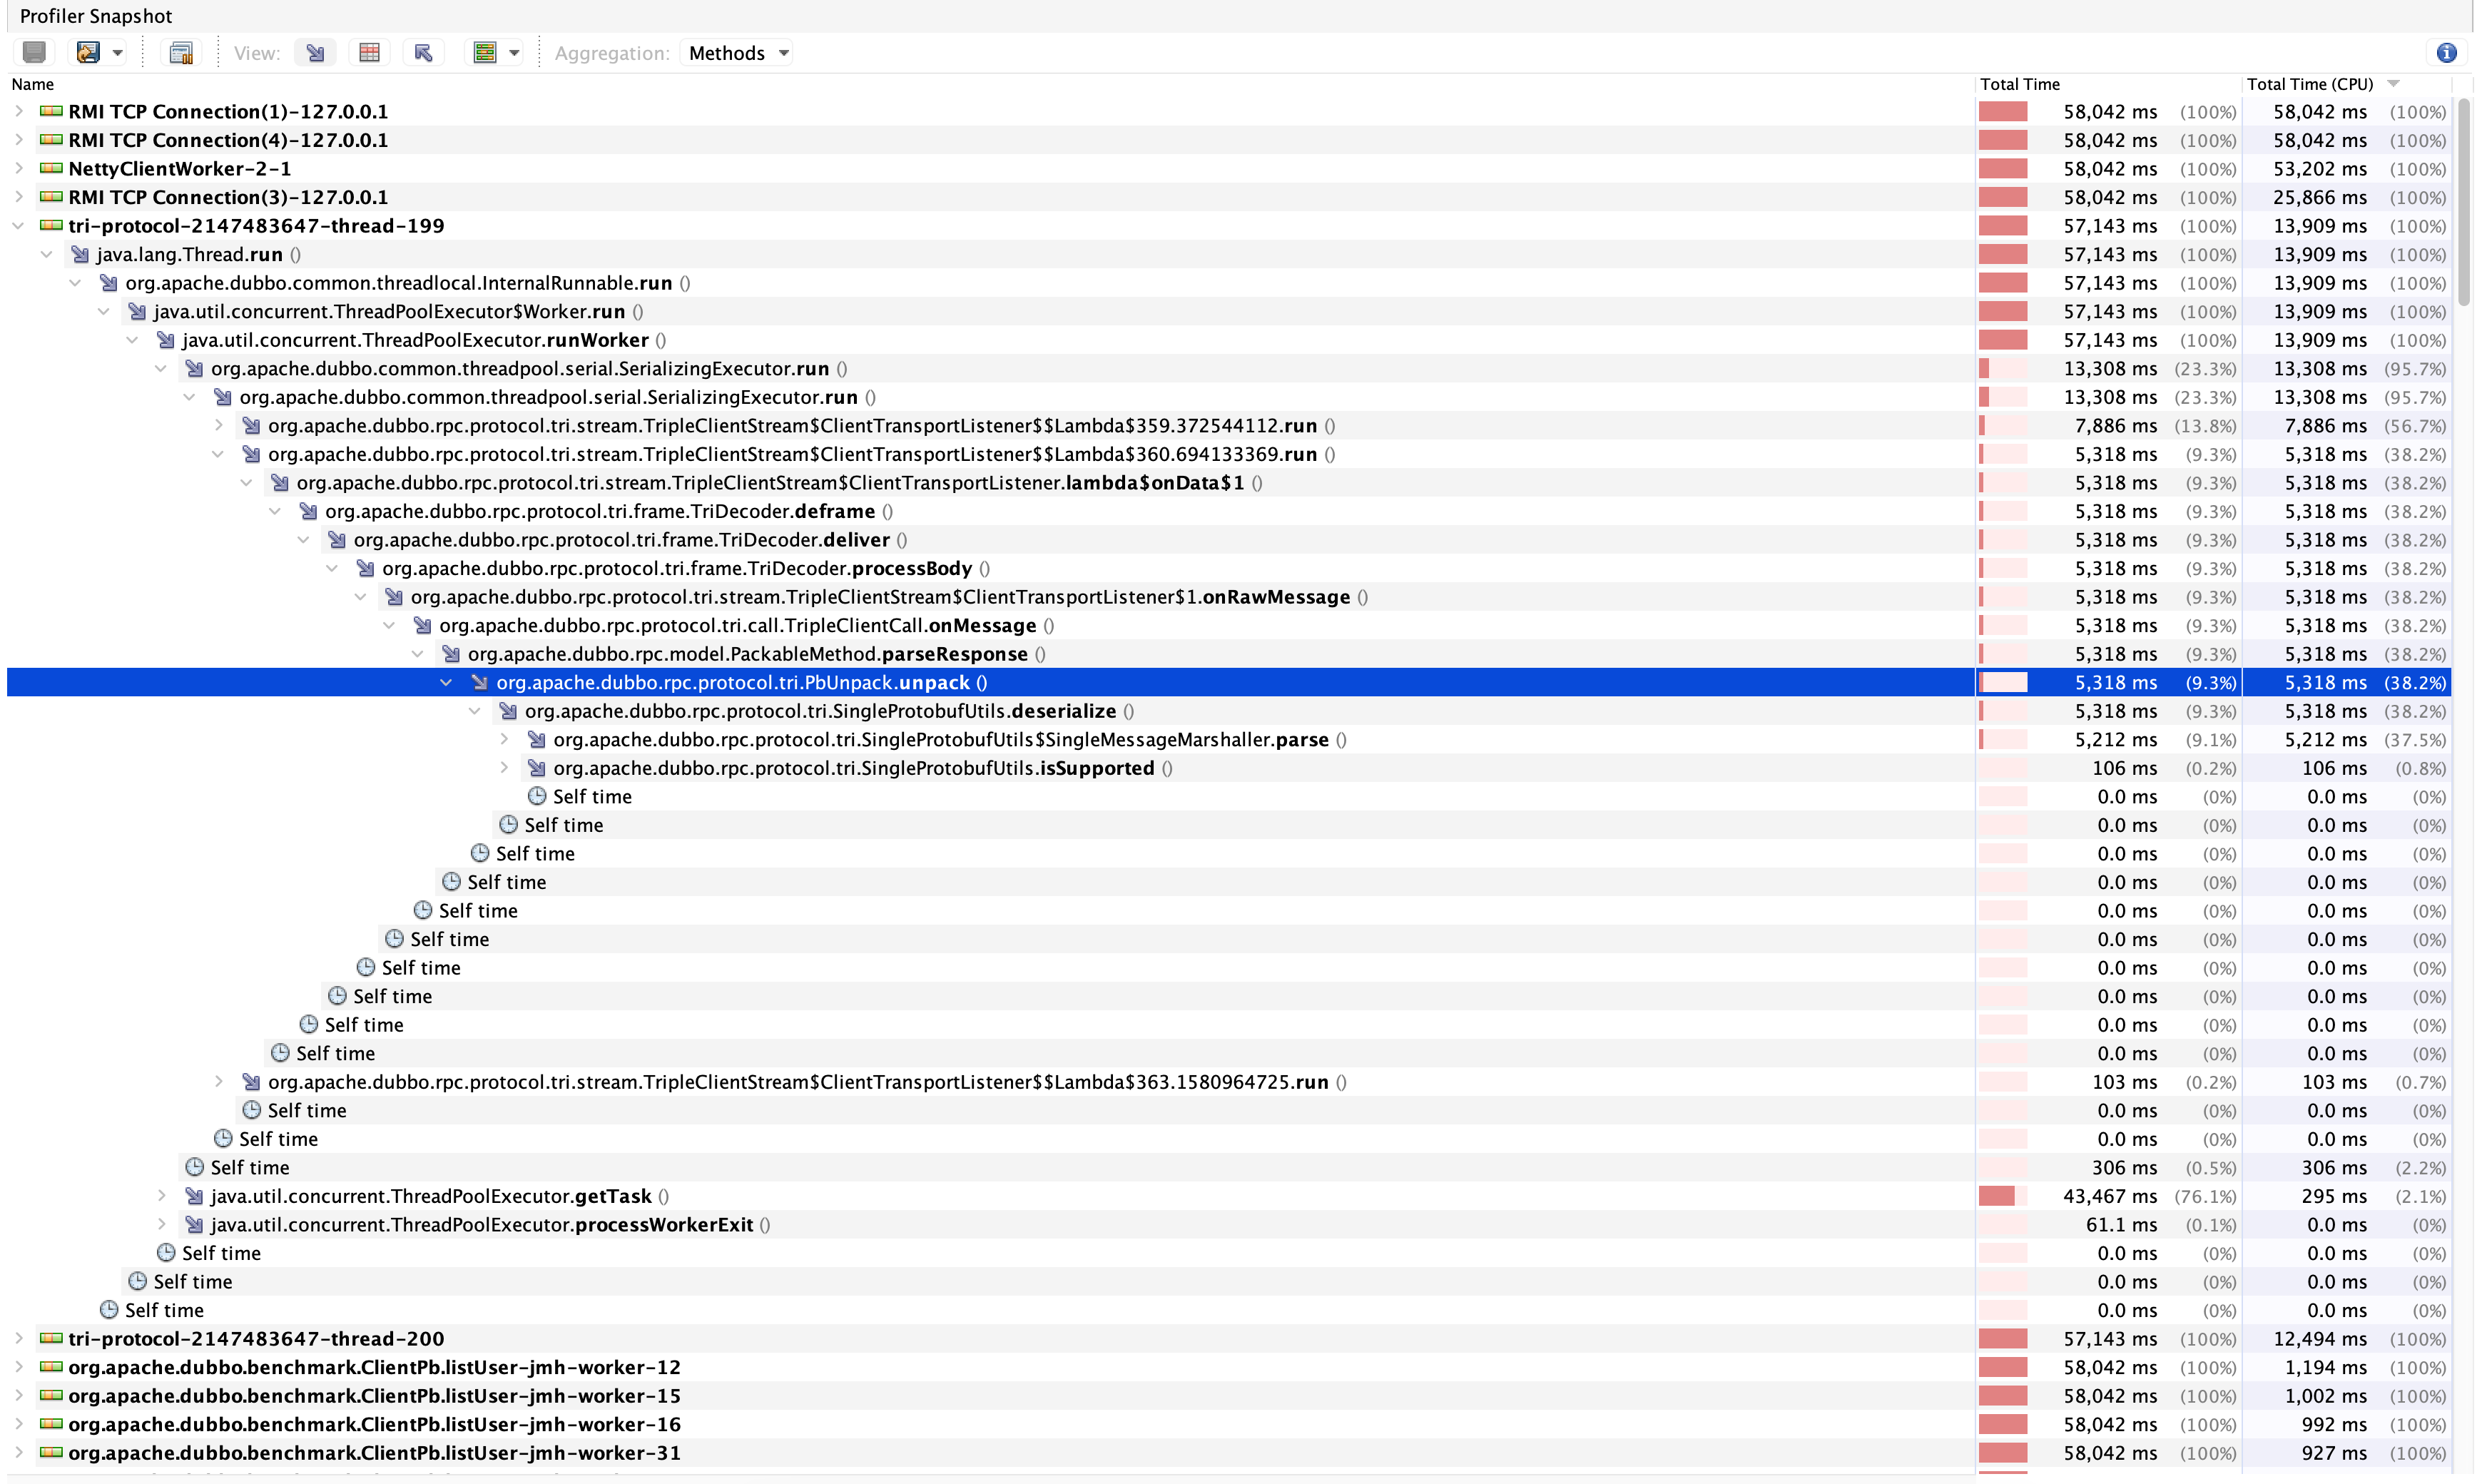 Profiler Snapshot
View: Aggregation: Methods
Name Total Time Total Time (CPU)
RMI TCP Connection(1)-127.0.0.1 58,042 ms (100%) 58,042 ms (100%)
RMI TCP Connection(4)-127.0.0.1 58,042 ms (100%) 58,042 ms (100%)
NettyClientWorker-2-1 58,042 ms (100%) 53,202 ms (100%)
RMI TCP Connection(3)-127.0.0.1 58,042 ms (100%) 25,866 ms (100%)
tri-protocol-2147483647-thread-199 57,143 ms (100%) 13,909 ms (100%)
java.lang.Thread.run () 57,143 ms (100%) 13,909 ms (100%)
org.apache.dubbo.common.threadlocal.InternalRunnable.run () 57,143 ms (100%) 13,909 ms (100%)
java.util.concurrent.ThreadPoolExecutor$Worker.run () 57,143 ms (100%) 13,909 ms (100%)
java.util.concurrent.ThreadPoolExecutor.runWorker () 57,143 ms (100%) 13,909 ms (100%)
org.apache.dubbo.common.threadpool.serial.SerializingExecutor.run () 13,308 ms (23.3%) 13,308 ms (95.7%)
org.apache.dubbo.common.threadpool.serial.SerializingExecutor.run () 13,308 ms (23.3%) 13,308 ms (95.7%)
org.apache.dubbo.rpc.protocol.tri.stream.TripleClientStream$ClientTransportListener$$Lambda$359.372544112.run () 7,886 ms (13.8%) 7,886 ms (56.7%)
org.apache.dubbo.rpc.protocol.tri.stream.TripleClientStream$ClientTransportListener$$Lambda$360.694133369.run () 5,318 ms (9.3%) 5,318 ms (38.2%)
org.apache.dubbo.rpc.protocol.tri.stream.TripleClientStream$ClientTransportListener.lambda$onData$1 () 5,318 ms (9.3%) 5,318 ms (38.2%)
org.apache.dubbo.rpc.protocol.tri.frame.TriDecoder.deframe () 5,318 ms (9.3%) 5,318 ms (38.2%)
org.apache.dubbo.rpc.protocol.tri.frame.TriDecoder.deliver () 5,318 ms (9.3%) 5,318 ms (38.2%)
org.apache.dubbo.rpc.protocol.tri.frame.TriDecoder.processBody () 5,318 ms (9.3%) 5,318 ms (38.2%)
org.apache.dubbo.rpc.protocol.tri.stream.TripleClientStream$ClientTransportListener$1.onRawMessage () 5,318 ms (9.3%) 5,318 ms (38.2%)
org.apache.dubbo.rpc.protocol.tri.call.TripleClientCall.onMessage () 5,318 ms (9.3%) 5,318 ms (38.2%)
org.apache.dubbo.rpc.model.PackableMethod.parseResponse () 5,318 ms (9.3%) 5,318 ms (38.2%)
org.apache.dubbo.rpc.protocol.tri.PbUnpack.unpack () 5,318 ms (9.3%) 5,318 ms (38.2%)
org.apache.dubbo.rpc.protocol.tri.SingleProtobufUtils.deserialize () 5,318 ms (9.3%) 5,318 ms (38.2%)
org.apache.dubbo.rpc.protocol.tri.SingleProtobufUtils$SingleMessageMarshaller.parse () 5,212 ms (9.1%) 5,212 ms (37.5%)
org.apache.dubbo.rpc.protocol.tri.SingleProtobufUtils.isSupported () 106 ms (0.2%) 106 ms (0.8%)
Self time 0.0 ms (0%) 0.0 ms (0%)
Self time 0.0 ms (0%) 0.0 ms (0%)
Self time 0.0 ms (0%) 0.0 ms (0%)
Self time 0.0 ms (0%) 0.0 ms (0%)
Self time 0.0 ms (0%) 0.0 ms (0%)
Self time 0.0 ms (0%) 0.0 ms (0%)
Self time 0.0 ms (0%) 0.0 ms (0%)
Self time 0.0 ms (0%) 0.0 ms (0%)
Self time 0.0 ms (0%) 0.0 ms (0%)
Self time 0.0 ms (0%) 0.0 ms (0%)
org.apache.dubbo.rpc.protocol.tri.stream.TripleClientStream$ClientTransportListener$$Lambda$363.1580964725.run () 103 ms (0.2%) 103 ms (0.7%)
Self time 0.0 ms (0%) 0.0 ms (0%)
Self time 0.0 ms (0%) 0.0 ms (0%)
Self time 306 ms (0.5%) 306 ms (2.2%)
java.util.concurrent.ThreadPoolExecutor.getTask () 43,467 ms (76.1%) 295 ms (2.1%)
java.util.concurrent.ThreadPoolExecutor.processWorkerExit () 61.1 ms (0.1%) 0.0 ms (0%)
Self time 0.0 ms (0%) 0.0 ms (0%)
Self time 0.0 ms (0%) 0.0 ms (0%)
Self time 0.0 ms (0%) 0.0 ms (0%)
tri-protocol-2147483647-thread-200 57,143 ms (100%) 12,494 ms (100%)
org.apache.dubbo.benchmark.ClientPb.listUser-jmh-worker-12 58,042 ms (100%) 1,194 ms (100%)
org.apache.dubbo.benchmark.ClientPb.listUser-jmh-worker-15 58,042 ms (100%) 1,002 ms (100%)
org.apache.dubbo.benchmark.ClientPb.listUser-jmh-worker-16 58,042 ms (100%) 992 ms (100%)
org.apache.dubbo.benchmark.ClientPb.listUser-jmh-worker-31 58,042 ms (100%) 927 ms (100%)